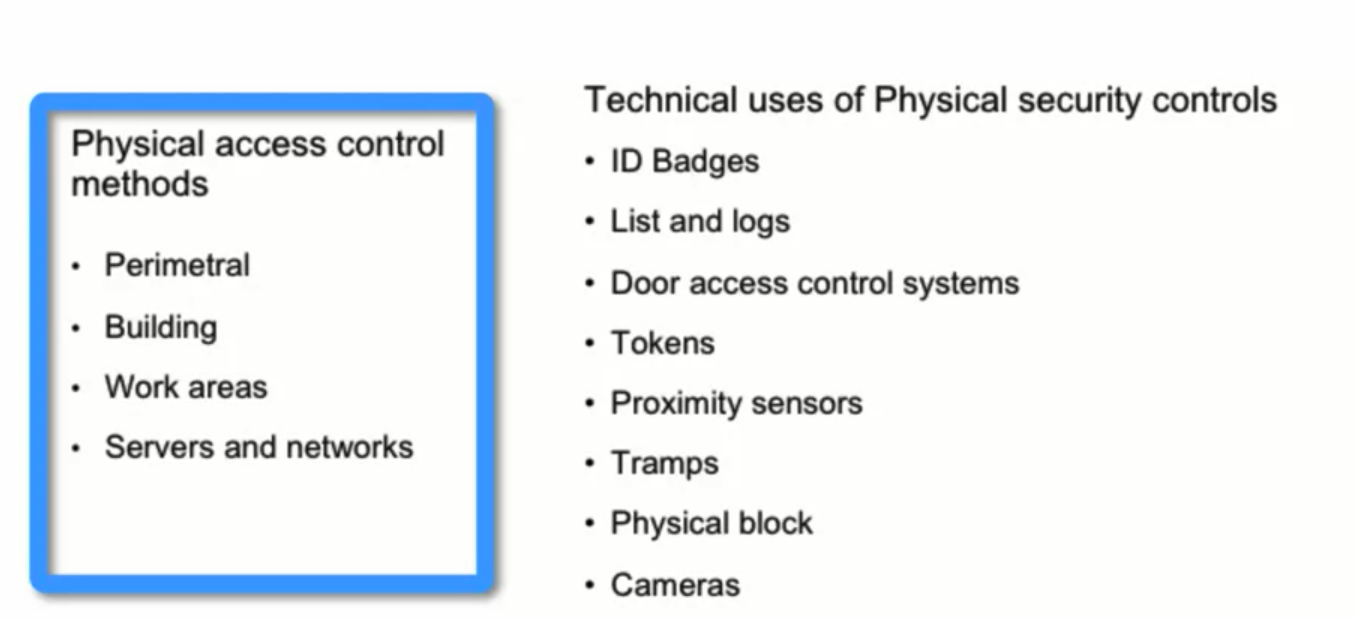 Physical access control
methods
• Perimetral
• Building
• Work areas
• Servers and networks
Technical uses of Physical security controls
• ID Badges
• List and logs
• Door access control systems
• Tokens
• Proximity sensors
• Tramps
• Physical block
• Cameras